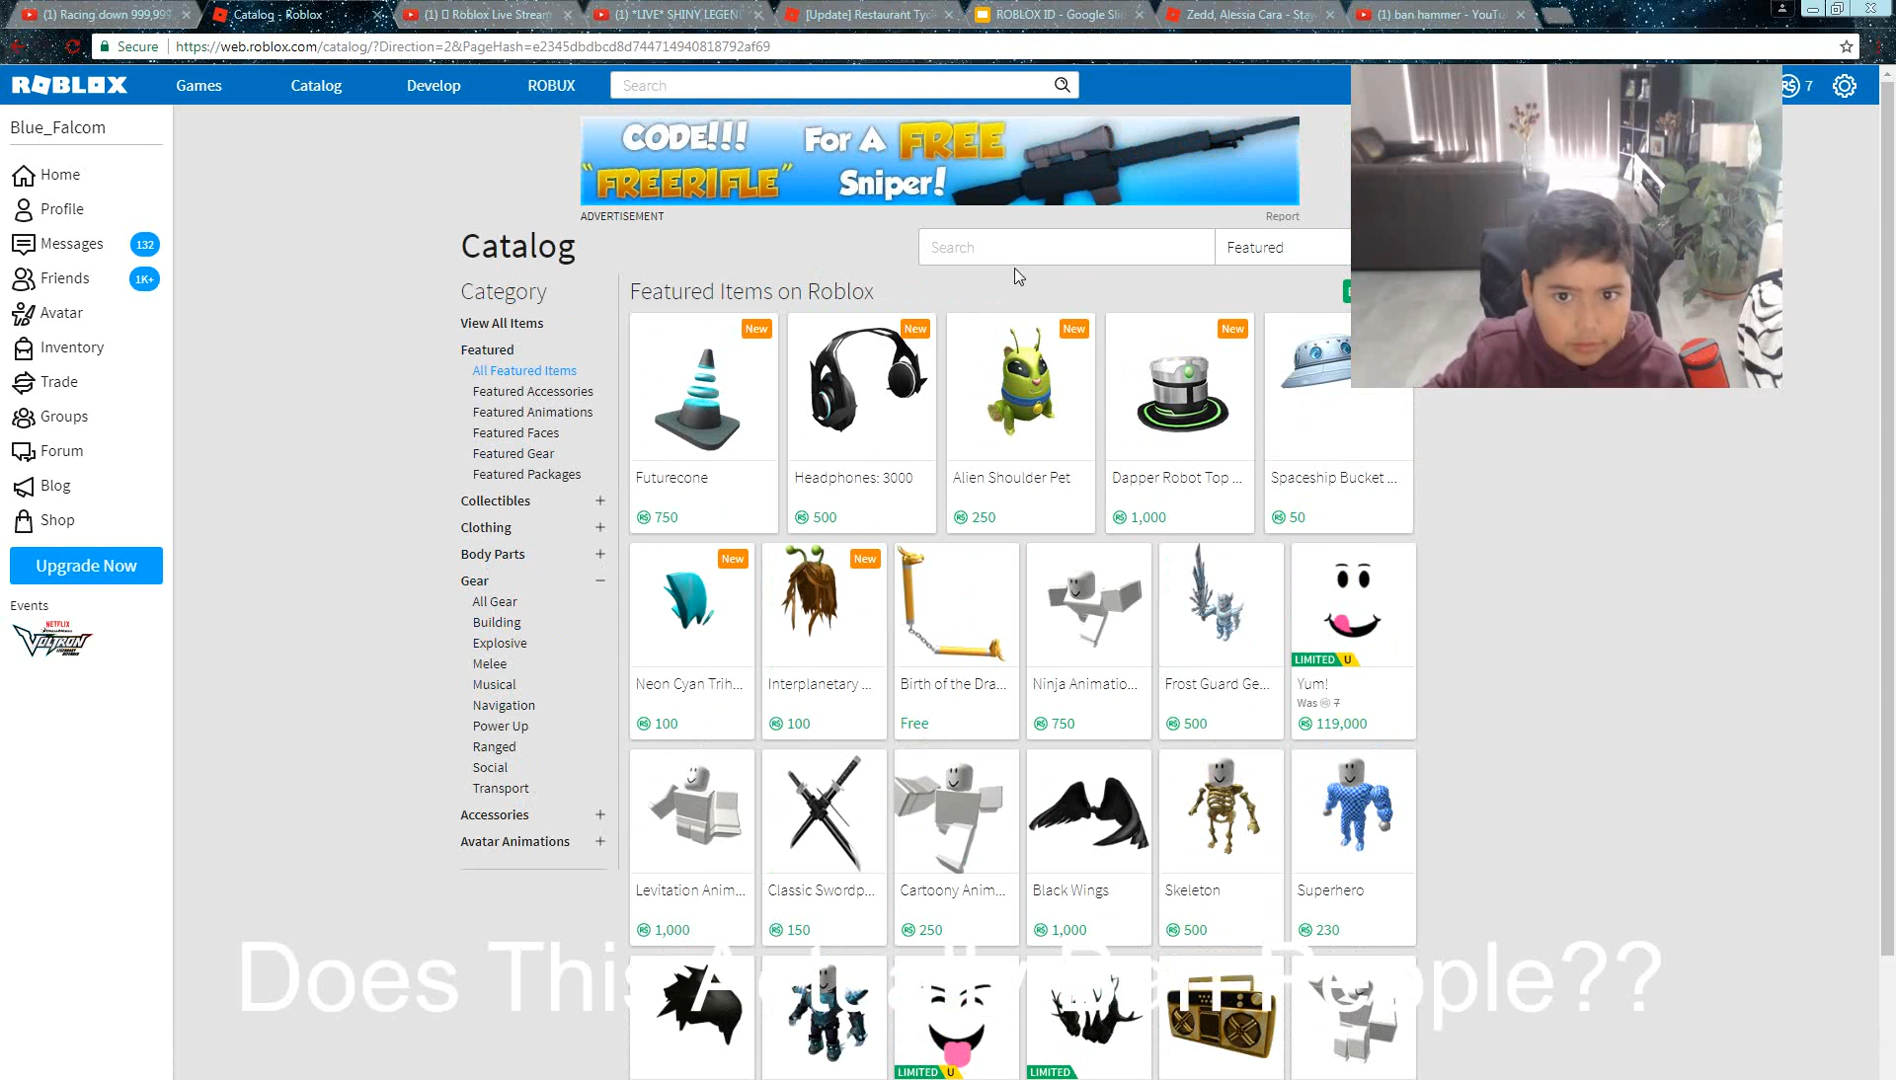 (1) Racing down 999,999
Catalog - Roblox
Roblox Live Stream
(1) *LIVE* SHINY LEGEN
[Update] Restaurant Tyc
ROBLOX ID - Google Sli
Zedd, Alessia Cara - Stay
(1) ban hammer - YouTu
Secure
https://web.roblox.com/catalog/?Direction=2&PageHash=e2345dbdbcd8d744714940818792af69
ROBLOX
Games
Catalog
Develop
ROBUX
Search
R$ 7
Blue_Falcom
Home
Profile
Messages 132
Friends 1K+
Avatar
Inventory
Trade
Groups
Forum
Blog
Shop
Upgrade Now
Events
NETFLIX
VOLTRON
CODE!!! For A FREE
"FREERIFLE" Sniper!
ADVERTISEMENT
Report
Catalog
Search
Featured
Category
View All Items
Featured
All Featured Items
Featured Accessories
Featured Animations
Featured Faces
Featured Gear
Featured Packages
Collectibles +
Clothing +
Body Parts +
Gear −
All Gear
Building
Explosive
Melee
Musical
Navigation
Power Up
Ranged
Social
Transport
Accessories +
Avatar Animations +
Featured Items on Roblox
New
New
New
New
Futurecone
Headphones: 3000
Alien Shoulder Pet
Dapper Robot Top ...
Spaceship Bucket ...
R$ 750
R$ 500
R$ 250
R$ 1,000
R$ 50
New
New
LIMITED U
Neon Cyan Trih...
Interplanetary ...
Birth of the Dra...
Ninja Animatio...
Frost Guard Ge...
Yum!
Was R$ 7
R$ 100
R$ 100
Free
R$ 750
R$ 500
R$ 119,000
Levitation Anim...
Classic Swordp...
Cartoony Anim...
Black Wings
Skeleton
Superhero
R$ 1,000
R$ 150
R$ 250
R$ 1,000
R$ 500
R$ 230
Does This Actually Ban People??
LIMITED U
LIMITED